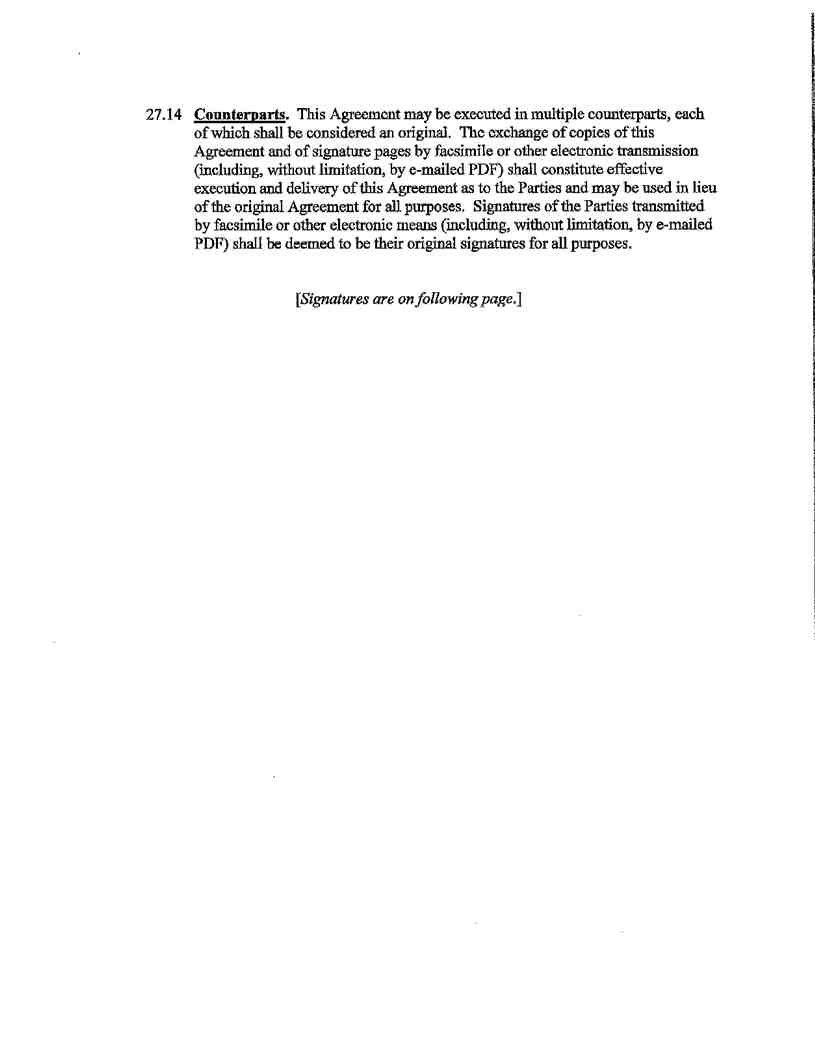 27.14 Counterparts. This Agreement may be executed in multiple counterparts, each
of which shall be considered an original. The exchange of copies of this
Agreement and of signature pages by facsimile or other electronic transmission
(including, without limitation, by e-mailed PDF) shall constitute effective
execution and delivery of this Agreement as to the Parties and may be used in lieu
of the original Agreement for all purposes. Signatures of the Parties transmitted
by facsimile or other electronic means (including, without limitation, by e-mailed
PDF) shall be deemed to be their original signatures for all purposes.
[Signatures are on following page.]